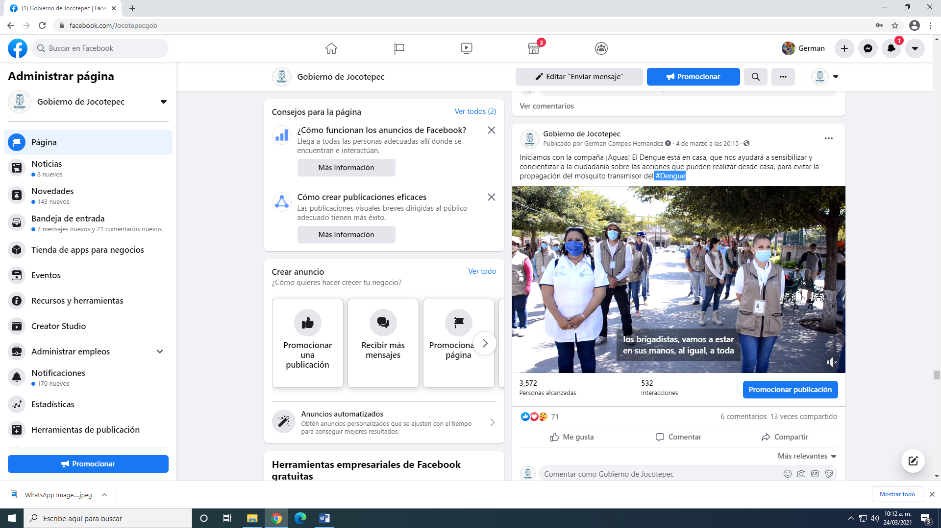 (1) Gobierno de Jocotepec | Face
facebook.com/Jocotepecgob
Buscar en Facebook
3
German
1
Administrar página
Gobierno de Jocotepec
Página
Noticias
8 nuevos
Novedades
143 nuevos
Bandeja de entrada
7 mensajes nuevos y 21 comentarios nuevos
Tienda de apps para negocios
Eventos
Recursos y herramientas
Creator Studio
Administrar empleos
Notificaciones
170 nuevos
Estadísticas
Herramientas de publicación
Promocionar
Gobierno de Jocotepec
Editar "Enviar mensaje"
Promocionar
Consejos para la página
Ver todos (2)
¿Cómo funcionan los anuncios de Facebook?
Llega a todas las personas adecuadas allí donde se
encuentran e interactúan.
Más información
Cómo crear publicaciones eficaces
Las publicaciones visuales breves dirigidas al público
adecuado tienen más éxito.
Más información
Crear anuncio
Ver todo
¿Cómo quieres hacer crecer tu negocio?
Promocionar
una
publicación
Recibir más
mensajes
Promociona
página
Anuncios automatizados
Obtén anuncios personalizados que se ajusten con el tiempo
para conseguir mejores resultados.
Herramientas empresariales de Facebook
gratuitas
Ver comentarios
Gobierno de Jocotepec
Publicado por German Campos Hernandez · 4 de marzo a las 20:15 ·
Iniciamos con la compaña ¡Aguas! El Dengue está en casa, que nos ayudará a sensibilizar y
concientizar a la ciudadanía sobre las acciones que pueden realizar desde casa, para evitar la
propagación del mosquito transmisor del #Dengue
los brigadistas, vamos a estar
en sus manos, al igual, a toda
3,572
Personas alcanzadas
532
Interacciones
Promocionar publicación
71
6 comentarios 13 veces compartido
Me gusta
Comentar
Compartir
Más relevantes
Comentar como Gobierno de Jocotepec
GIF
WhatsApp Image....jpeg
Mostrar todo
Escribe aquí para buscar
10:12 a. m.
24/03/2021
3